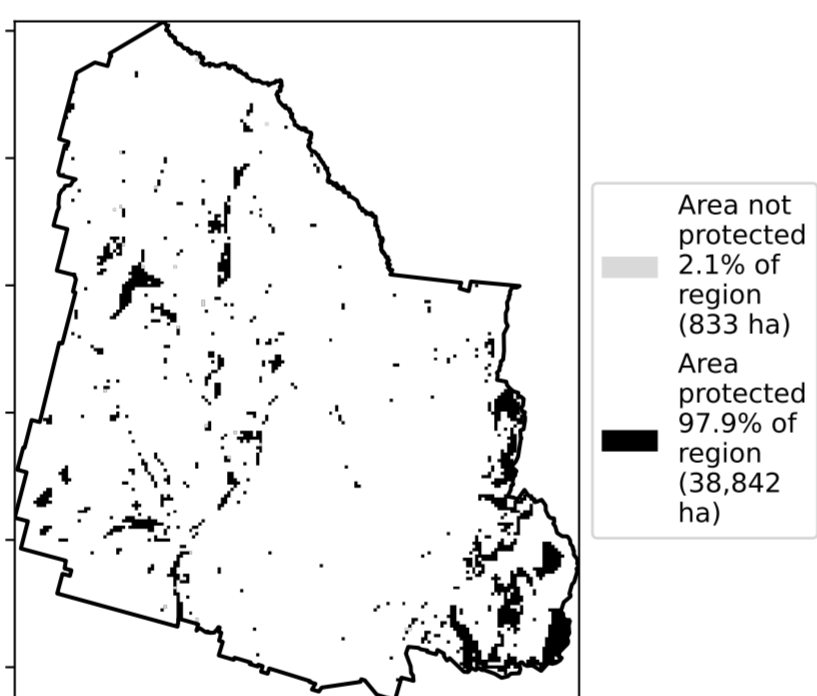 Area not
protected
2.1% of
region
(833 ha)
Area
protected
97.9% of
region
(38,842
ha)